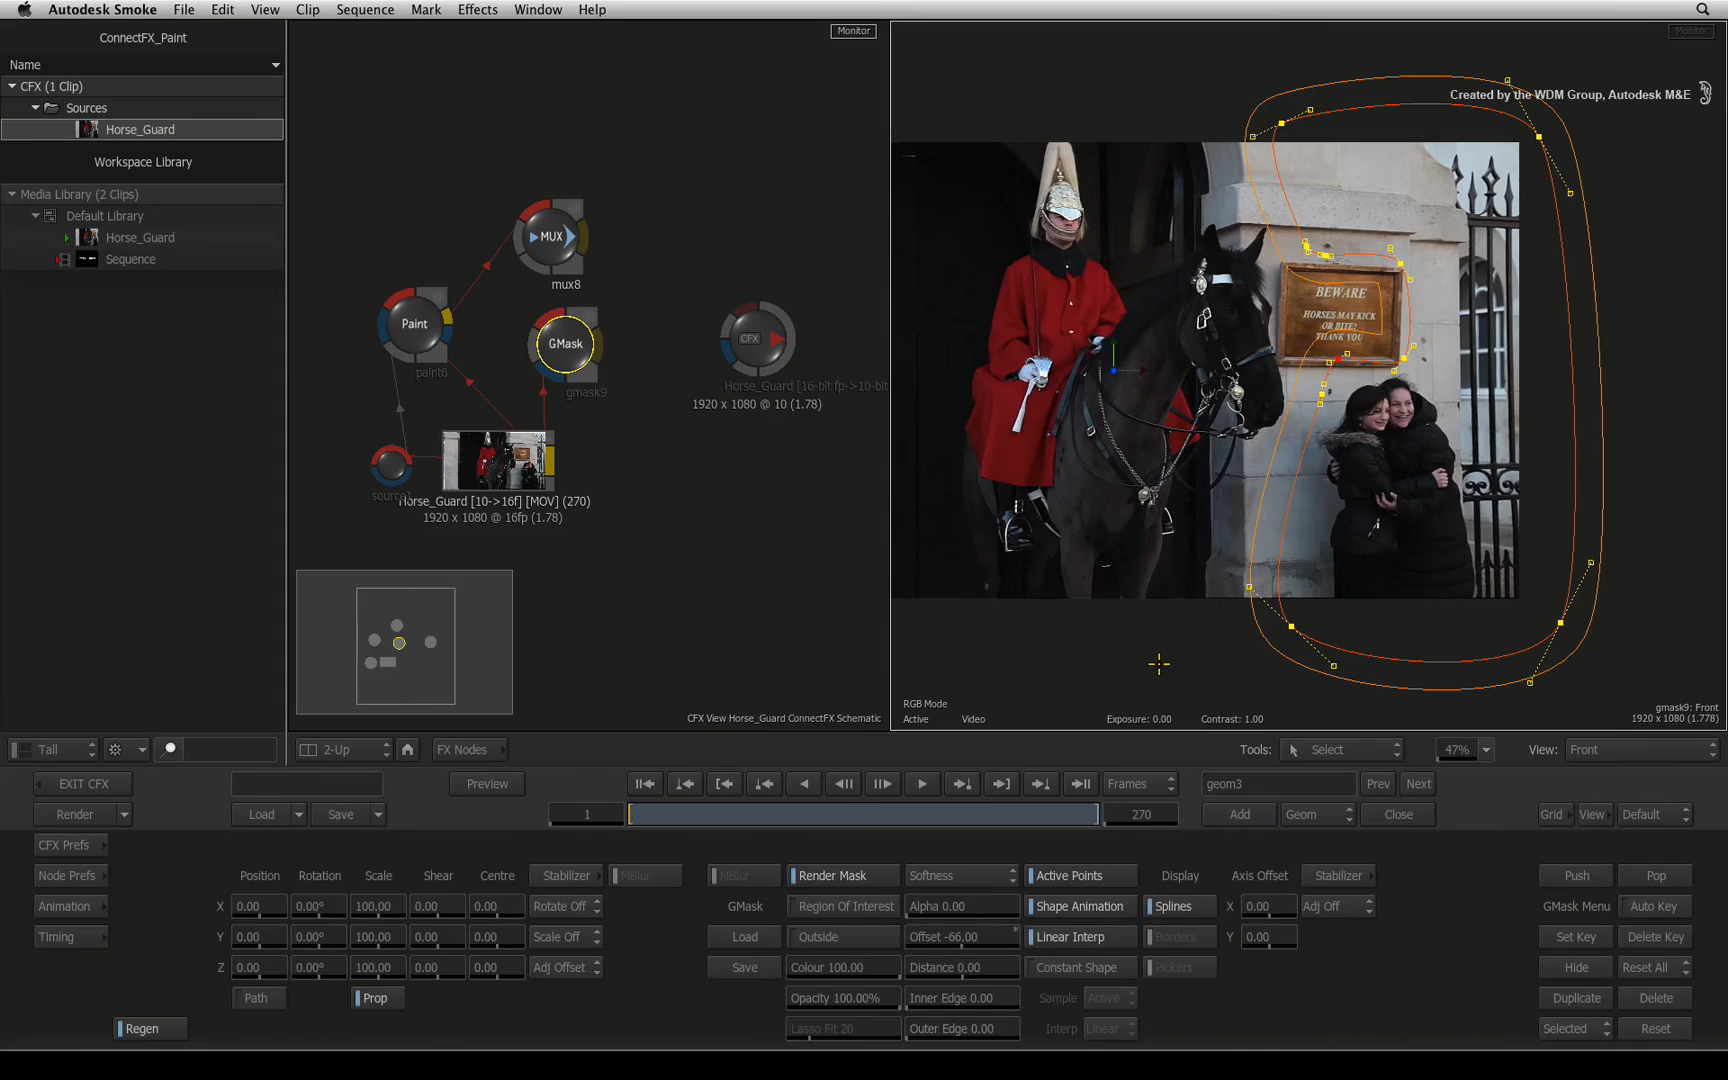 Autodesk Smoke File Edit View Clip Sequence Mark Effects Window Help
ConnectFX_Paint
Name
CFX (1 Clip)
Sources
Horse_Guard
Workspace Library
Media Library (2 Clips)
Default Library
Horse_Guard
Sequence
Monitor
MUX
mux8
Paint
paint6
GMask
gmask9
CFX
Horse_Guard [16-bit fp->10-bit
1920 x 1080 @ 10 (1.78)
source1
Horse_Guard [10->16f] [MOV] (270)
1920 x 1080 @ 16fp (1.78)
CFX View Horse_Guard ConnectFX Schematic
Monitor
Created by the WDM Group, Autodesk M&E
BEWARE
HORSES MAY KICK
OR BITE!
THANK YOU
RGB Mode
Active Video Exposure: 0.00 Contrast: 1.00
gmask9: Front
1920 x 1080 (1.778)
Tall 2-Up FX Nodes Tools: Select 47% View: Front
EXIT CFX Preview Frames geom3 Prev Next
Render Load Save 1 270 Add Geom Close Grid View Default
CFX Prefs
Node Prefs Position Rotation Scale Shear Centre Stabilizer MBlur MBlur Render Mask Softness Active Points Display Axis Offset Stabilizer Push Pop
Animation X 0.00 0.00° 100.00 0.00 0.00 Rotate Off GMask Region Of Interest Alpha 0.00 Shape Animation Splines X 0.00 Adj Off GMask Menu Auto Key
Timing Y 0.00 0.00° 100.00 0.00 0.00 Scale Off Load Outside Offset -66.00 Linear Interp Borders Y 0.00 Set Key Delete Key
Z 0.00 0.00° 100.00 0.00 0.00 Adj Offset Save Colour 100.00 Distance 0.00 Constant Shape Pickers Hide Reset All
Path Prop Opacity 100.00% Inner Edge 0.00 Sample Active Duplicate Delete
Regen Lasso Fit 20 Outer Edge 0.00 Interp Linear Selected Reset